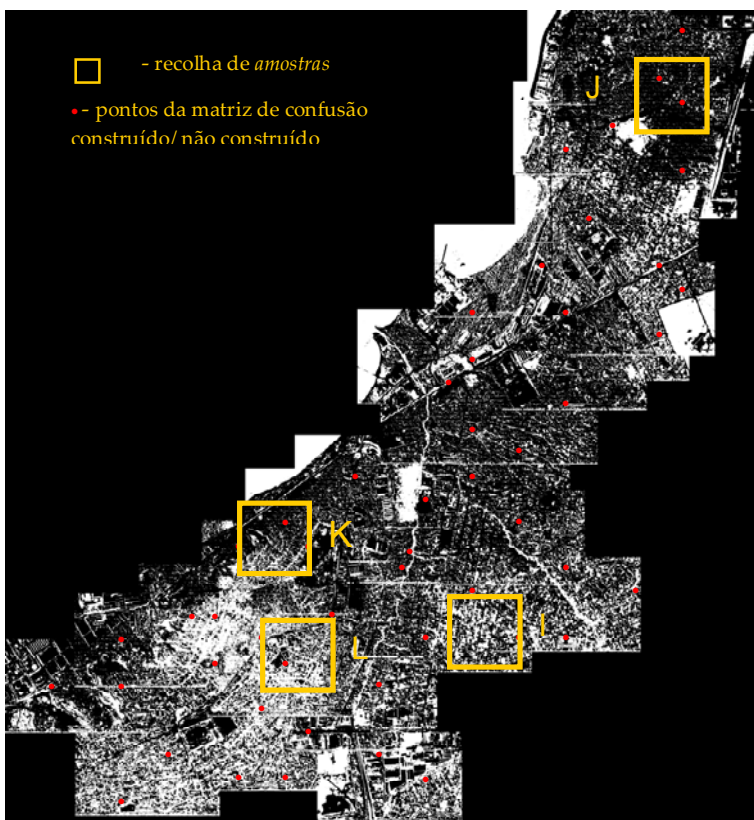 - recolha de amostras
- pontos da matriz de confusão
construído/ não construído
J
K
L
I